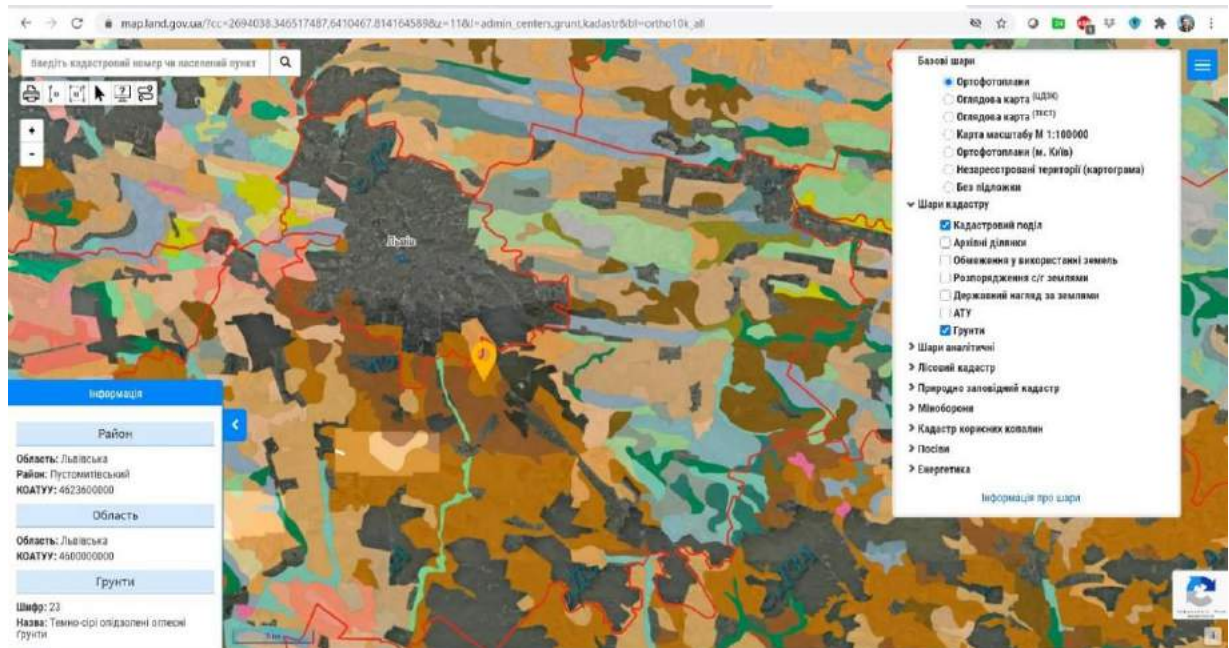 map.land.gov.ua/?cc=2694038.346517487,6410467.814164589&z=11&l=admin_centers,grunt,kadastr&bl=ortho10k_all
Введіть кадастровий номер чи населений пункт
+
-
Львів
Базові шари
Ортофотоплани
Оглядова карта (ЦДЗК)
Оглядова карта (ТЕСТ)
Карта масштабу М 1:100000
Ортофотоплани (м. Київ)
Незареєстровані території (картограма)
Без підложки
Шари кадастру
Кадастровий поділ
Архівні ділянки
Обмеження у використанні земель
Розпорядження с/г землями
Державний нагляд за землями
АТУ
Грунти
Шари аналітичні
Лісовий кадастр
Природно заповідний кадастр
Міноборони
Кадастр корисних копалин
Посіви
Енергетика
Інформація про шари
Інформація
Район
Область: Львівська
Район: Пустомитівський
КОАТУУ: 4623600000
Область
Область: Львівська
КОАТУУ: 4600000000
Грунти
Шифр: 23
Назва: Темно-сірі опідзолені оглеєні
ґрунти